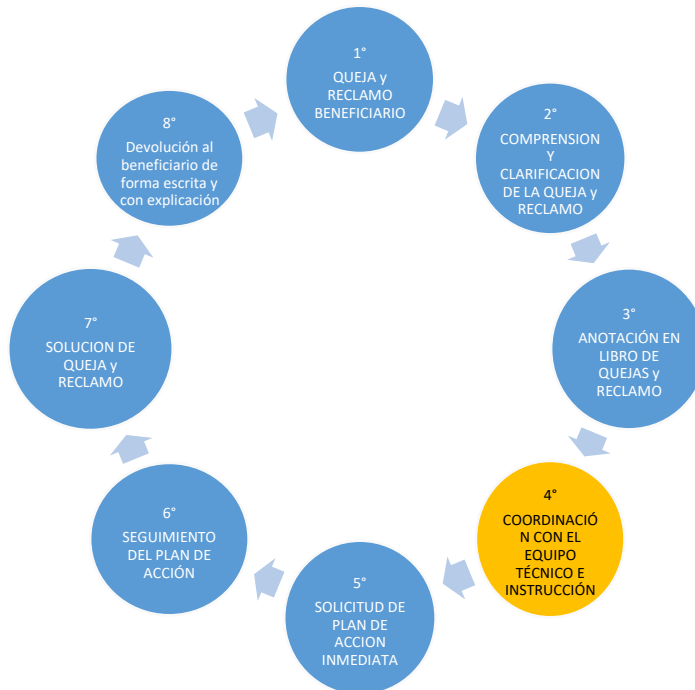 1°
QUEJA y
RECLAMO
BENEFICIARIO
2°
COMPRENSION
Y
CLARIFICACION
DE LA QUEJA y
RECLAMO
3°
ANOTACIÓN EN
LIBRO DE
QUEJAS y
RECLAMO
4°
COORDINACIÓ
N CON EL
EQUIPO
TÉCNICO E
INSTRUCCIÓN
5°
SOLICITUD DE
PLAN DE
ACCION
INMEDIATA
6°
SEGUIMIENTO
DEL PLAN DE
ACCIÓN
7°
SOLUCION DE
QUEJA y
RECLAMO
8°
Devolución al
beneficiario de
forma escrita y
con explicación